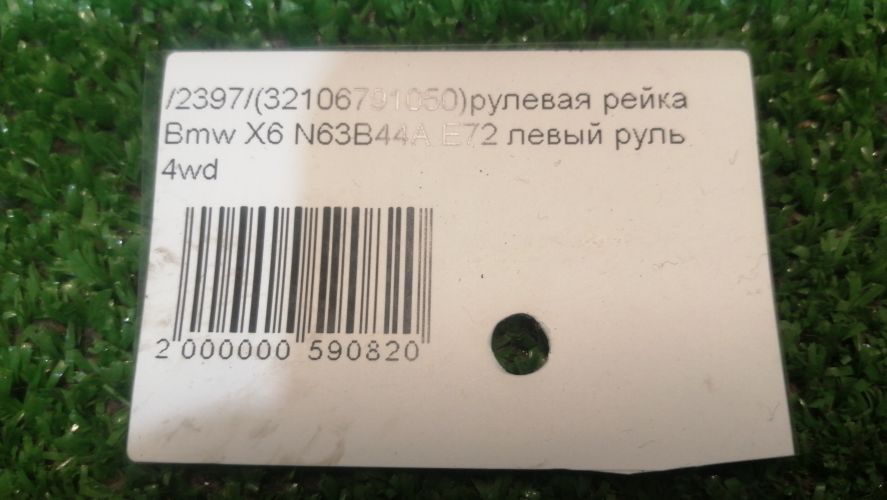 /2397/(32106791050)рулевая рейка
Bmw X6 N63B44A E72 левый руль
4wd
2 000000 590820